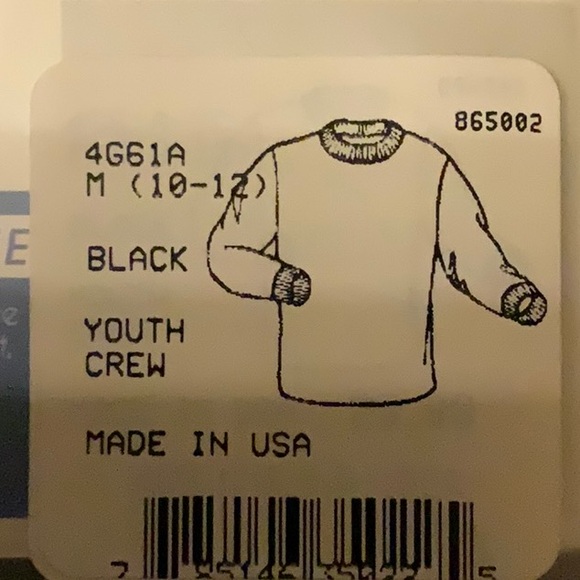 865002
4G61A
M (10-12)
BLACK
YOUTH
CREW
MADE IN USA
E
e
t.